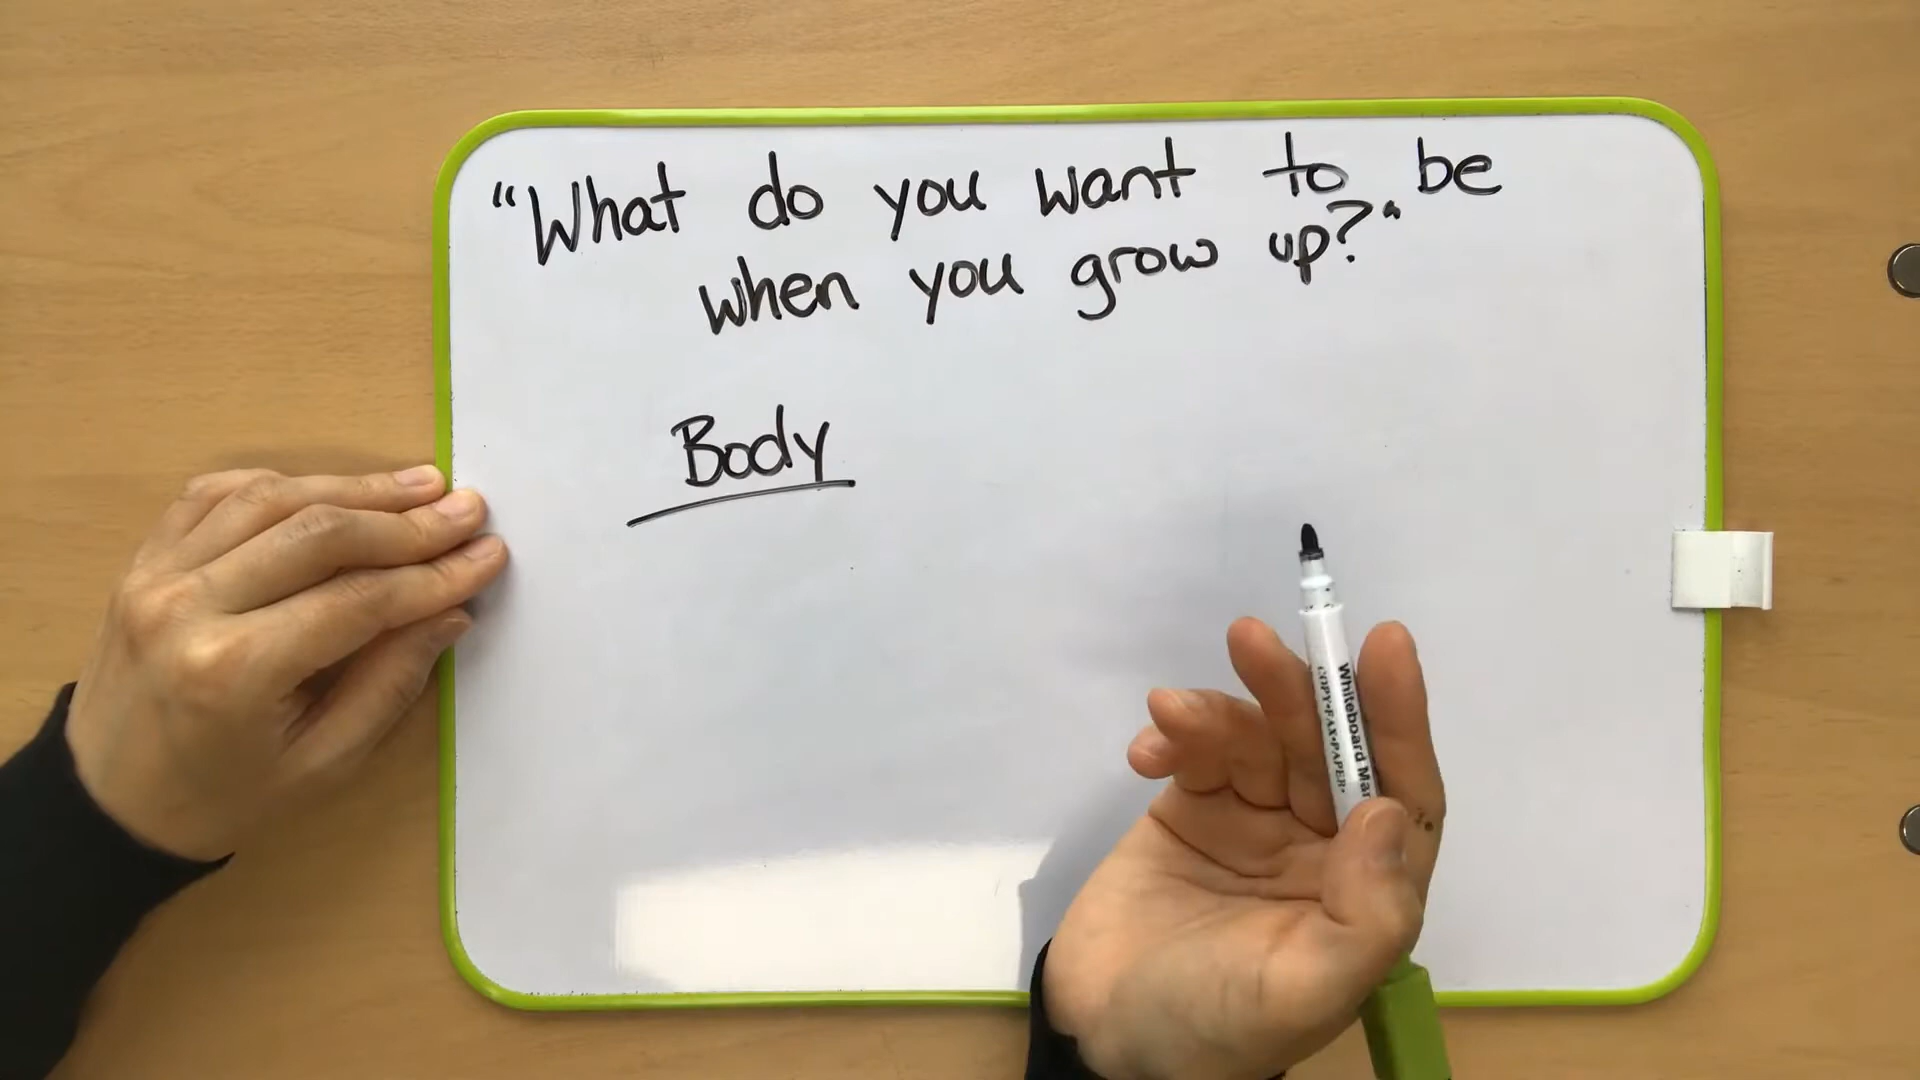 "What do you want to be
when you grow up?"
Body
Whiteboard Mar
COPY•FAX•PAPER•